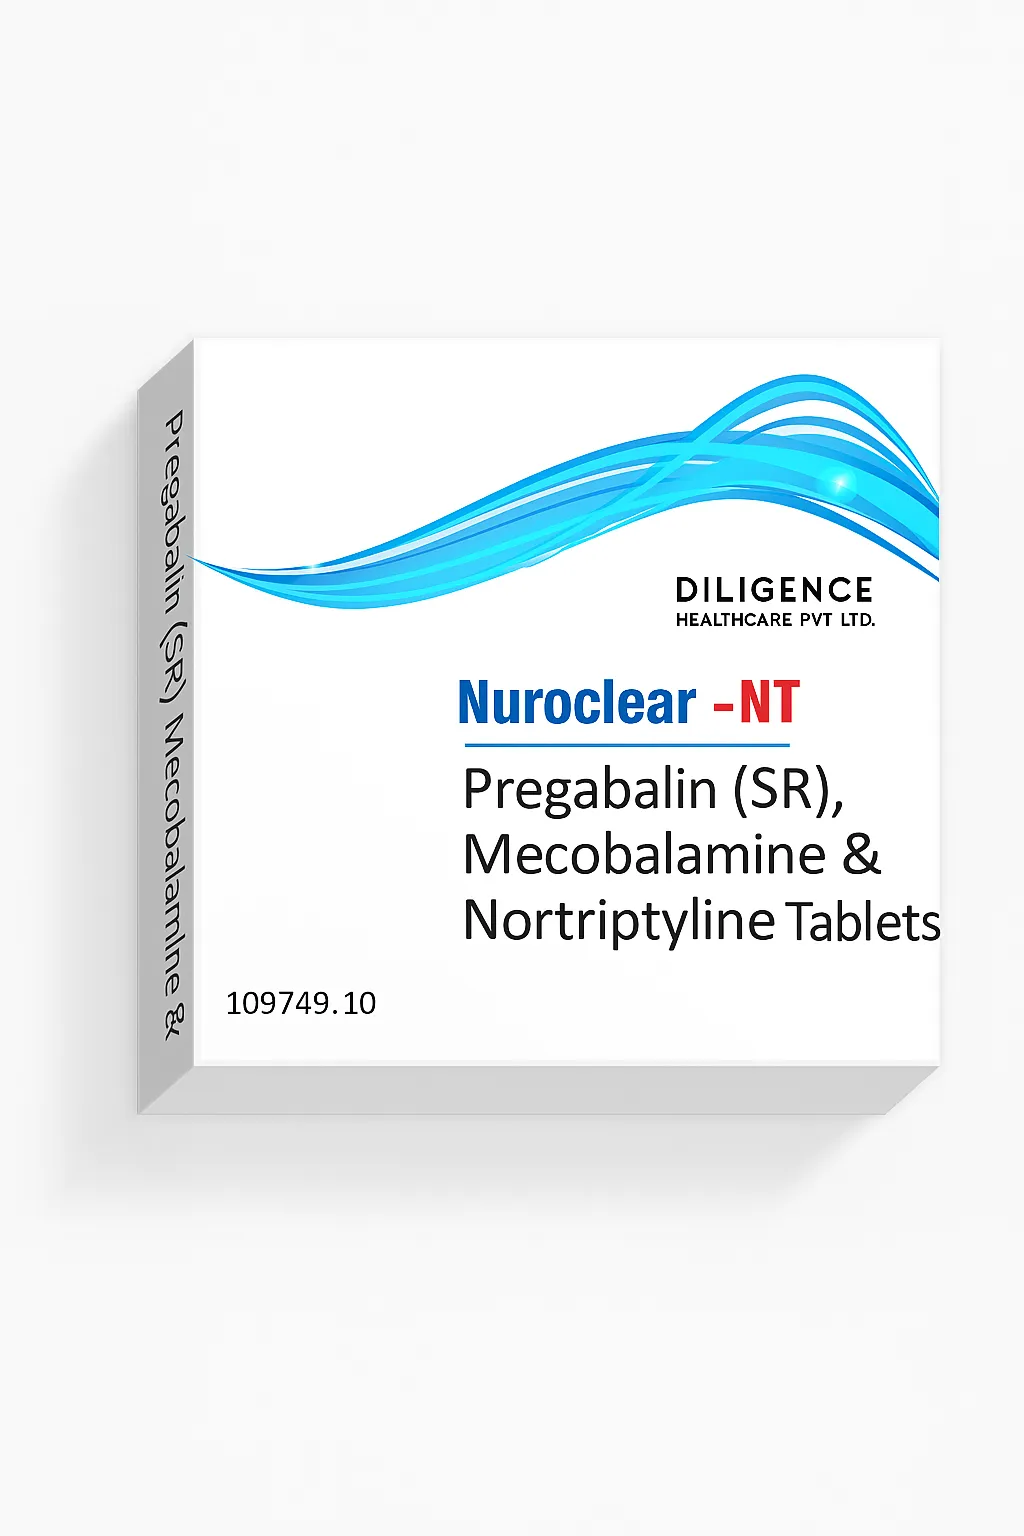 DILIGENCE
HEALTHCARE PVT LTD.
Nuroclear -NT
Pregabalin (SR),
Mecobalamine &
Nortriptyline Tablets
109749.10
Pregabalin (SR) Mecobalamine &